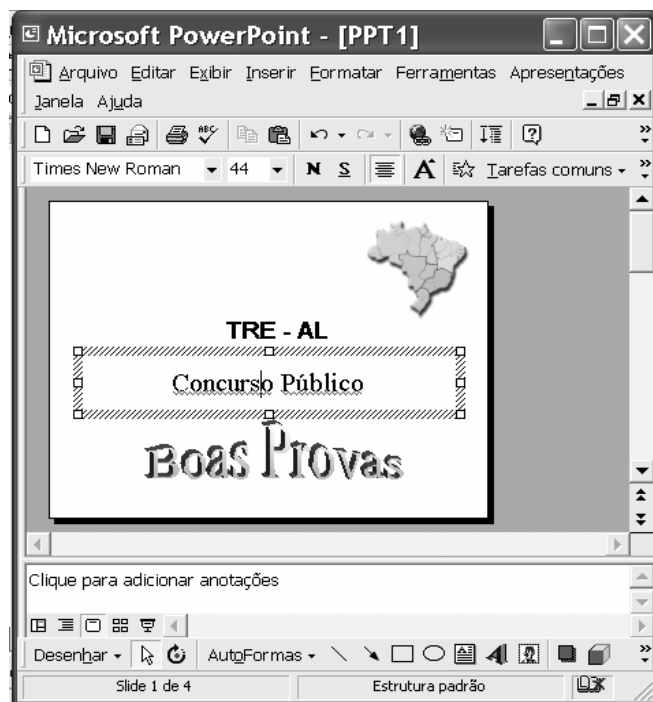 Microsoft PowerPoint - [PPT1]
Arquivo Editar Exibir Inserir Formatar Ferramentas Apresentações
Janela Ajuda
Times New Roman 44 N S A Tarefas comuns
TRE - AL
Concurso Público
Boas Provas
Clique para adicionar anotações
Desenhar AutoFormas
Slide 1 de 4 Estrutura padrão